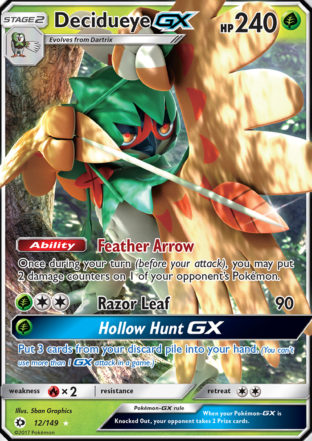 STAGE 2
Decidueye GX
HP 240
Evolves from Dartrix
Ability Feather Arrow
Once during your turn (before your attack), you may put
2 damage counters on 1 of your opponent's Pokémon.
Razor Leaf 90
Hollow Hunt GX
Put 3 cards from your discard pile into your hand. (You can't
use more than 1 GX attack in a game.)
weakness × 2 resistance retreat
Illus. 5ban Graphics
12/149
©2017 Pokémon
Pokémon-GX rule
When your Pokémon-GX is
Knocked Out, your opponent takes 2 Prize cards.